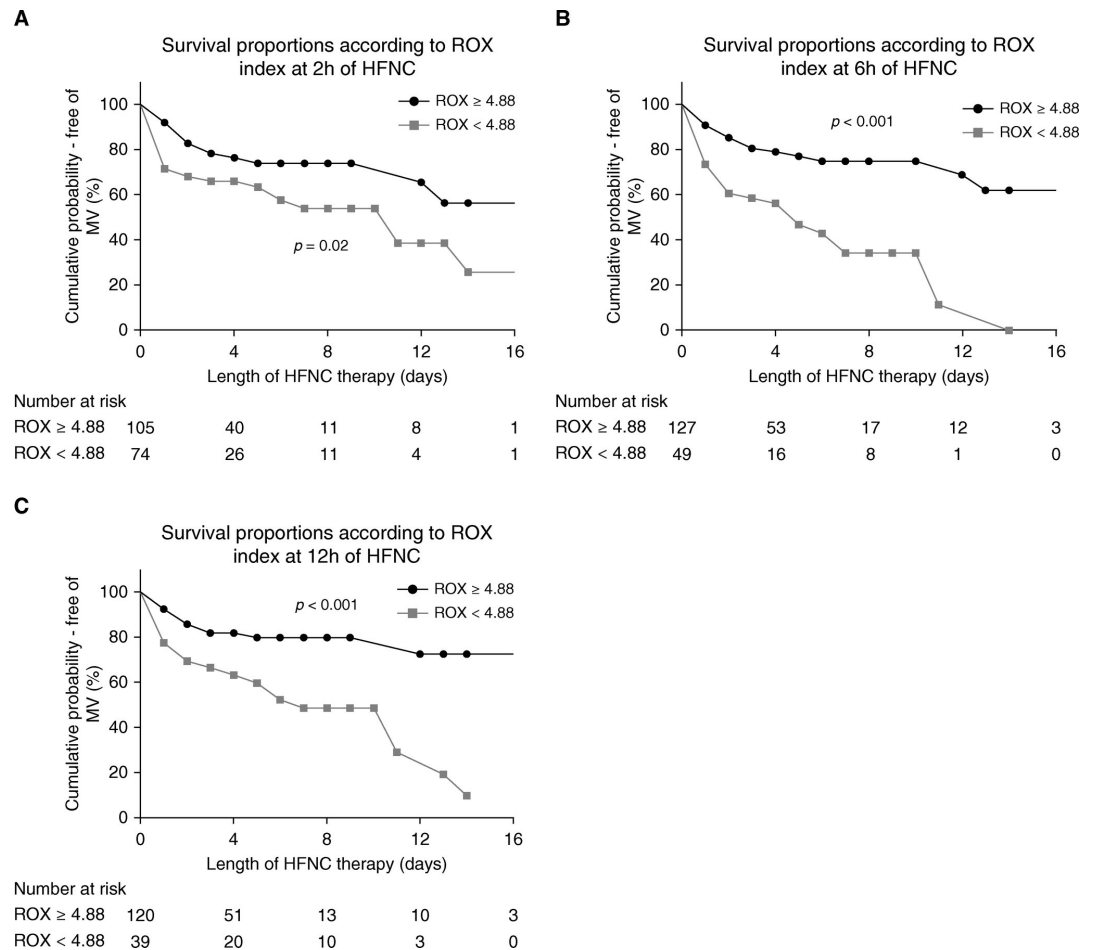 A
Survival proportions according to ROX
index at 2h of HFNC
Cumulative probability - free of
MV (%)
100
80
60
40
20
0
ROX ≥ 4.88
ROX < 4.88
p = 0.02
0 4 8 12 16
Length of HFNC therapy (days)
Number at risk
ROX ≥ 4.88 105 40 11 8 1
ROX < 4.88 74 26 11 4 1
B
Survival proportions according to ROX
index at 6h of HFNC
Cumulative probability - free of
MV (%)
100
80
60
40
20
0
p < 0.001
ROX ≥ 4.88
ROX < 4.88
0 4 8 12 16
Length of HFNC therapy (days)
Number at risk
ROX ≥ 4.88 127 53 17 12 3
ROX < 4.88 49 16 8 1 0
C
Survival proportions according to ROX
index at 12h of HFNC
Cumulative probability - free of
MV (%)
100
80
60
40
20
0
p < 0.001
ROX ≥ 4.88
ROX < 4.88
0 4 8 12 16
Length of HFNC therapy (days)
Number at risk
ROX ≥ 4.88 120 51 13 10 3
ROX < 4.88 39 20 10 3 0